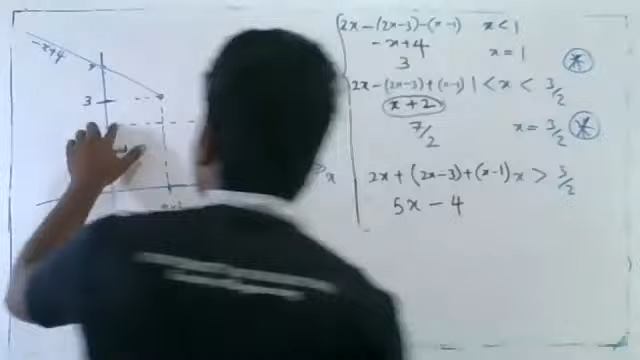 -x+4
3
2x-(2x-3)-(x-1) x<1
-x+4 x=1
3
2x-(2x-3)+(x-1) 1<x<3/2
x+2
7/2 x=3/2
2x+(2x-3)+(x-1) x>3/2
5x-4
x